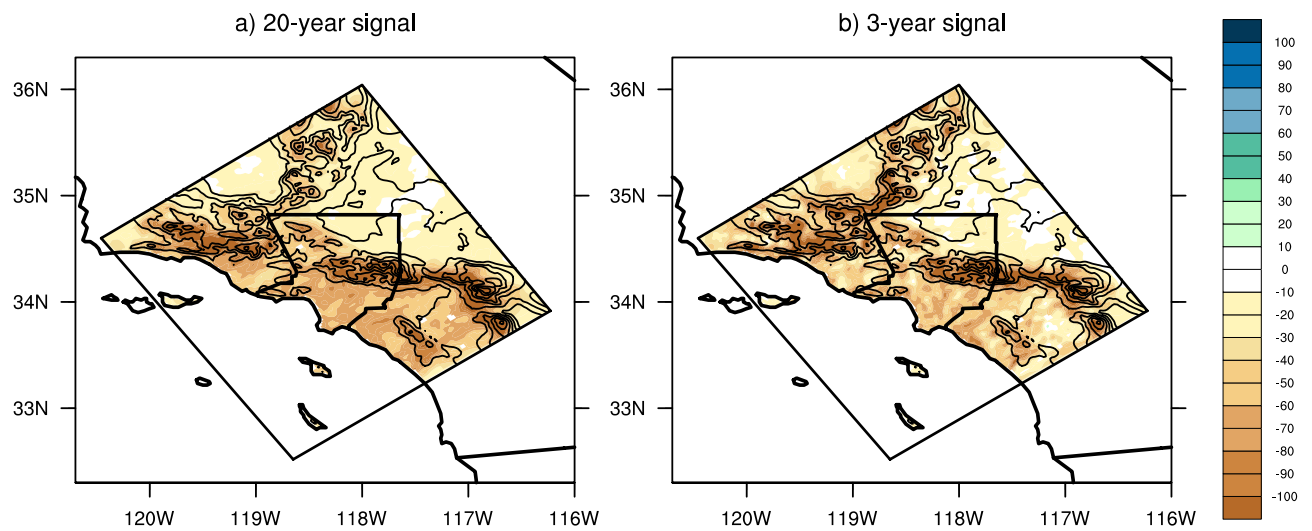 a) 20-year signal
b) 3-year signal
36N
35N
34N
33N
120W
119W
118W
117W
116W
36N
35N
34N
33N
120W
119W
118W
117W
116W
100
90
80
70
60
50
40
30
20
10
0
-10
-20
-30
-40
-50
-60
-70
-80
-90
-100